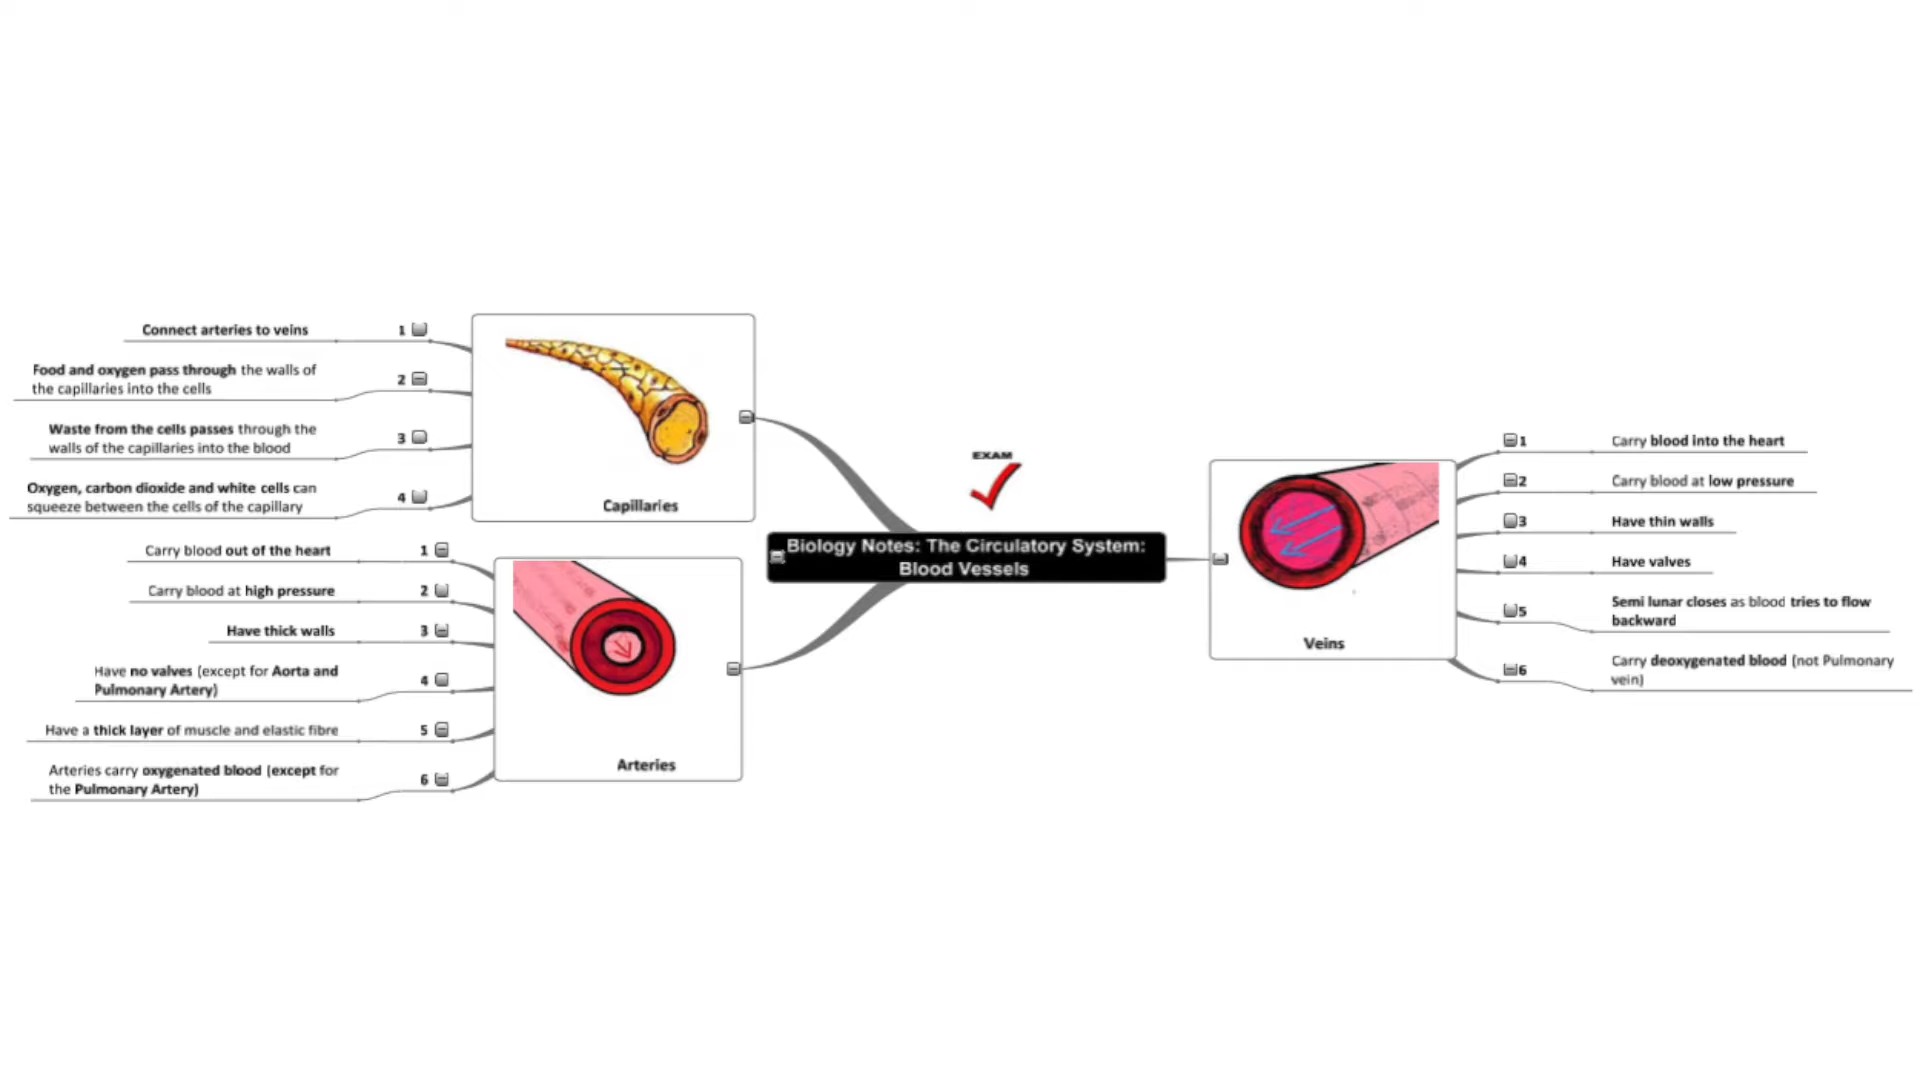 EXAM
Biology Notes: The Circulatory System:
Blood Vessels
Capillaries
1
Connect arteries to veins
2
Food and oxygen pass through the walls of
the capillaries into the cells
3
Waste from the cells passes through the
walls of the capillaries into the blood
4
Oxygen, carbon dioxide and white cells can
squeeze between the cells of the capillary
Arteries
1
Carry blood out of the heart
2
Carry blood at high pressure
3
Have thick walls
4
Have no valves (except for Aorta and
Pulmonary Artery)
5
Have a thick layer of muscle and elastic fibre
6
Arteries carry oxygenated blood (except for
the Pulmonary Artery)
Veins
1
Carry blood into the heart
2
Carry blood at low pressure
3
Have thin walls
4
Have valves
5
Semi lunar closes as blood tries to flow
backward
6
Carry deoxygenated blood (not Pulmonary
vein)